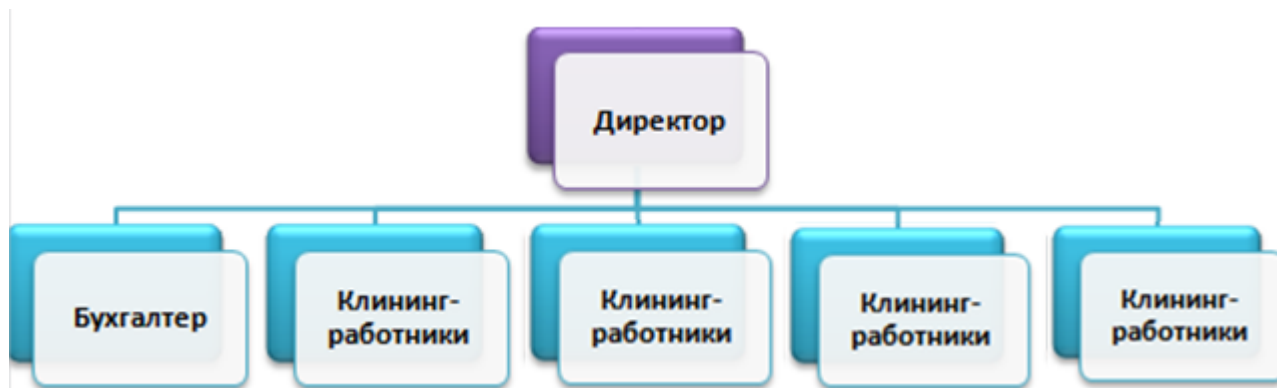 Директор
Бухгалтер
Клининг-
работники
Клининг-
работники
Клининг-
работники
Клининг-
работники